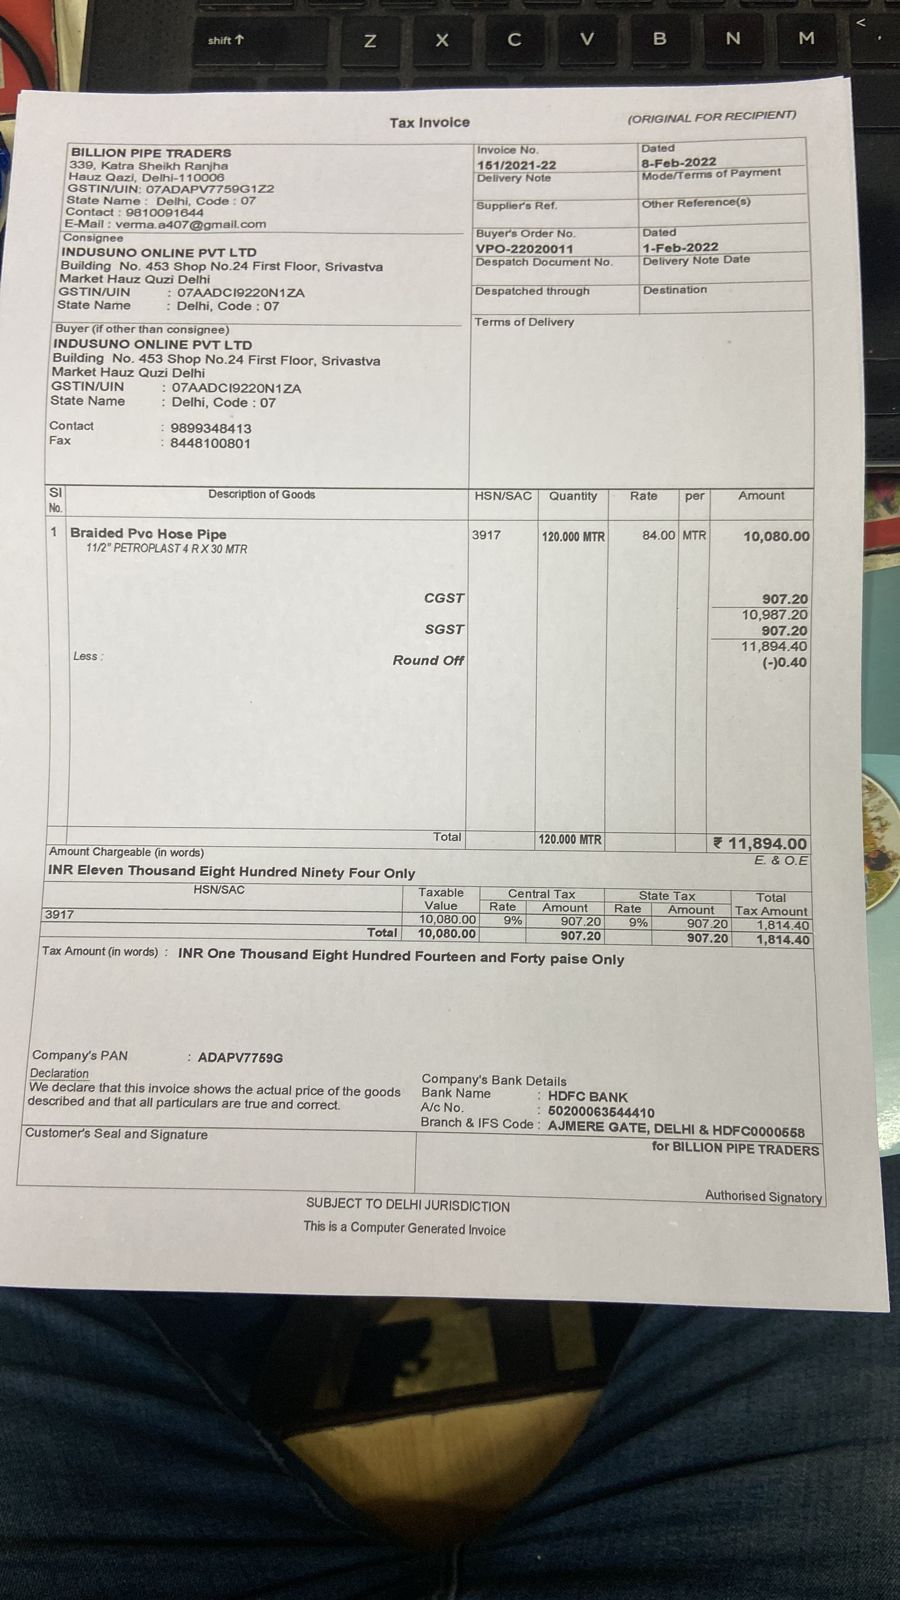 shift ↑ Z X C V B N M < ,
Tax Invoice
(ORIGINAL FOR RECIPIENT)
BILLION PIPE TRADERS
339, Katra Sheikh Ranjha
Hauz Qazi, Delhi-110006
GSTIN/UIN: 07ADAPV7759G1Z2
State Name : Delhi, Code : 07
Contact : 9810091644
E-Mail : verma.a407@gmail.com
Invoice No.
151/2021-22
Dated
8-Feb-2022
Delivery Note
Mode/Terms of Payment
Supplier's Ref.
Other Reference(s)
Buyer's Order No.
VPO-22020011
Dated
1-Feb-2022
Despatch Document No.
Delivery Note Date
Despatched through
Destination
Terms of Delivery
Consignee
INDUSUNO ONLINE PVT LTD
Building No. 453 Shop No.24 First Floor, Srivastva
Market Hauz Quzi Delhi
GSTIN/UIN : 07AADCI9220N1ZA
State Name : Delhi, Code : 07
Buyer (if other than consignee)
INDUSUNO ONLINE PVT LTD
Building No. 453 Shop No.24 First Floor, Srivastva
Market Hauz Quzi Delhi
GSTIN/UIN : 07AADCI9220N1ZA
State Name : Delhi, Code : 07
Contact : 9899348413
Fax : 8448100801
Sl No. Description of Goods HSN/SAC Quantity Rate per Amount
1 Braided Pvc Hose Pipe 3917 120.000 MTR 84.00 MTR 10,080.00
11/2" PETROPLAST 4 R X 30 MTR
CGST 907.20
10,987.20
SGST 907.20
11,894.40
Less : Round Off (-)0.40
Total 120.000 MTR ₹ 11,894.00
Amount Chargeable (in words) E. & O.E
INR Eleven Thousand Eight Hundred Ninety Four Only
HSN/SAC Taxable Value Central Tax State Tax Total Tax Amount
Rate Amount Rate Amount
3917 10,080.00 9% 907.20 9% 907.20 1,814.40
Total 10,080.00 907.20 907.20 1,814.40
Tax Amount (in words) : INR One Thousand Eight Hundred Fourteen and Forty paise Only
Company's PAN : ADAPV7759G
Declaration
We declare that this invoice shows the actual price of the goods
described and that all particulars are true and correct.
Company's Bank Details
Bank Name : HDFC BANK
A/c No. : 50200063544410
Branch & IFS Code : AJMERE GATE, DELHI & HDFC0000558
Customer's Seal and Signature
for BILLION PIPE TRADERS
Authorised Signatory
SUBJECT TO DELHI JURISDICTION
This is a Computer Generated Invoice